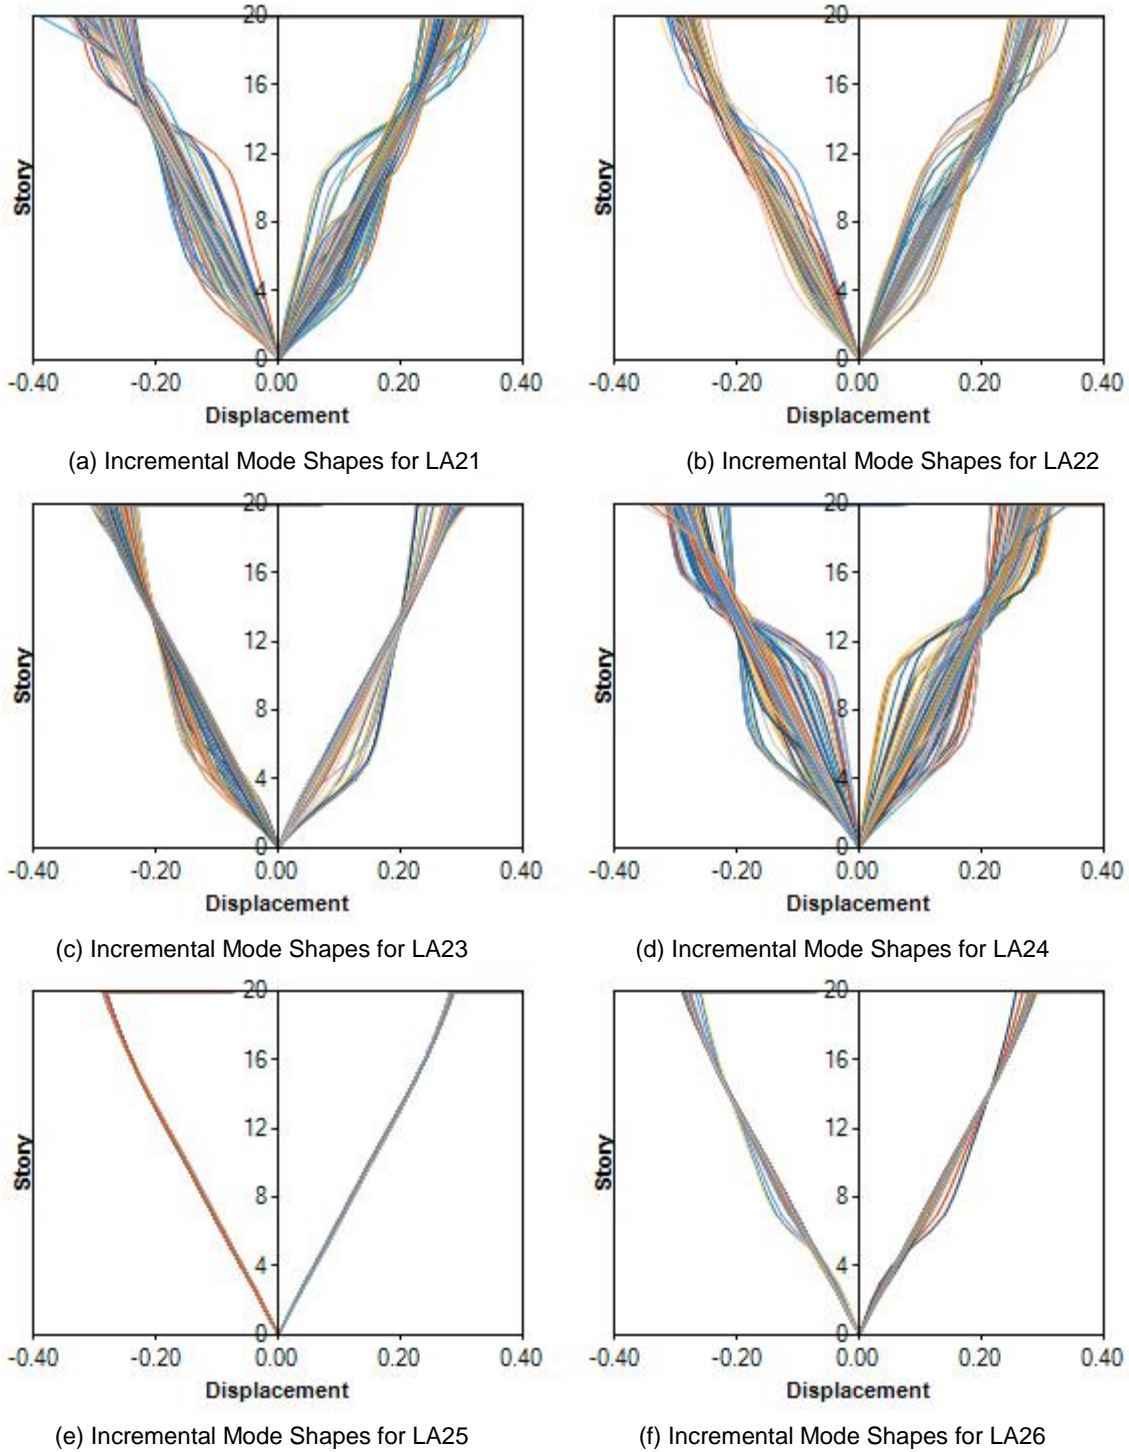 20 20
16 16
12 12
Story Story
8 8
4 4
0 0
-0.40 -0.20 0.00 0.20 0.40 -0.40 -0.20 0.00 0.20 0.40
Displacement Displacement
(a) Incremental Mode Shapes for LA21 (b) Incremental Mode Shapes for LA22
20 20
16 16
12 12
Story Story
8 8
4 4
0 0
-0.40 -0.20 0.00 0.20 0.40 -0.40 -0.20 0.00 0.20 0.40
Displacement Displacement
(c) Incremental Mode Shapes for LA23 (d) Incremental Mode Shapes for LA24
20 20
16 16
12 12
Story Story
8 8
4 4
0 0
-0.40 -0.20 0.00 0.20 0.40 -0.40 -0.20 0.00 0.20 0.40
Displacement Displacement
(e) Incremental Mode Shapes for LA25 (f) Incremental Mode Shapes for LA26